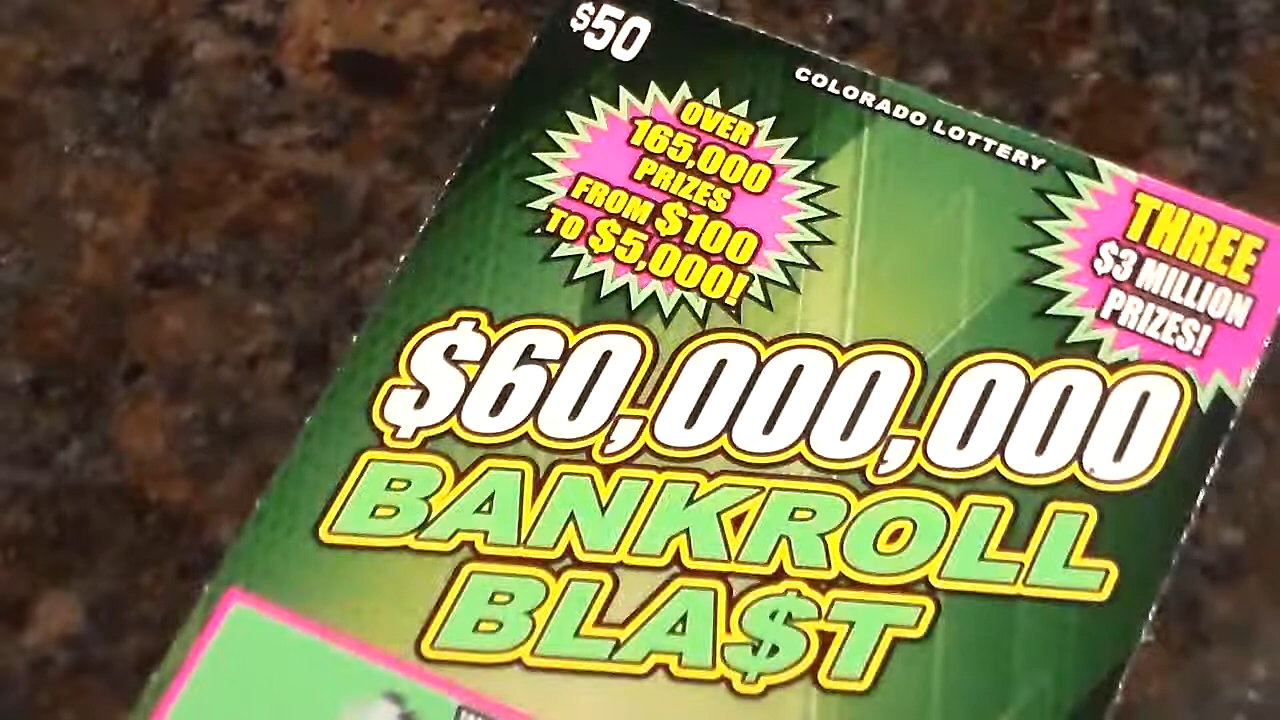 $50
COLORADO LOTTERY
OVER
165,000
PRIZES
FROM $100
TO $5,000!
THREE
$3 MILLION
PRIZES!
$60,000,000
BANKROLL
BLA$T